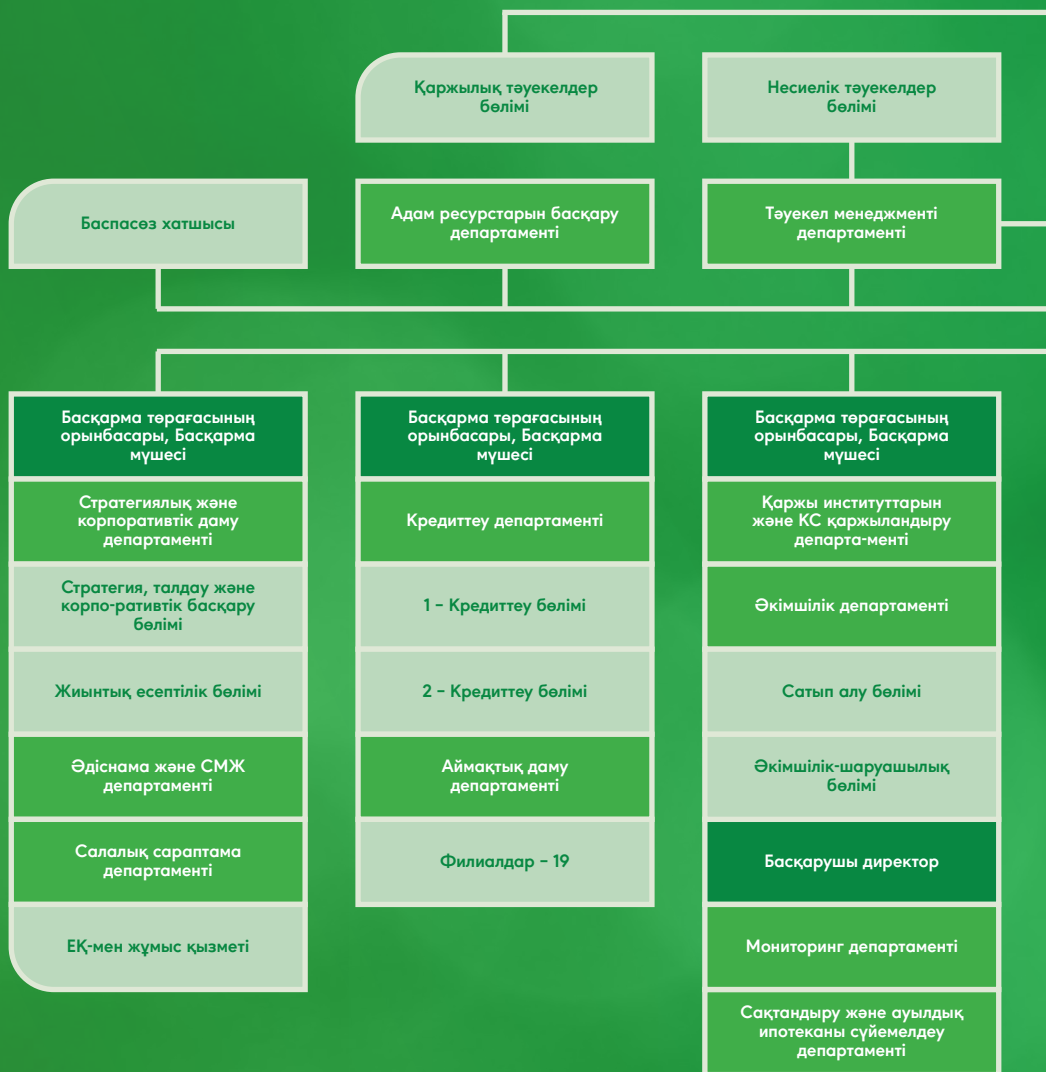 Қаржылық тәуекелдер
бөлімі
Несиелік тәуекелдер
бөлімі
Баспасөз хатшысы
Адам ресурстарын басқару
департаменті
Тәуекел менеджменті
департаменті
Басқарма төрағасының
орынбасары, Басқарма
мүшесі
Стратегиялық және
корпоративтік даму
департаменті
Стратегия, талдау және
корпо-ративтік басқару
бөлімі
Жиынтық есептілік бөлімі
Әдіснама және СМЖ
департаменті
Салалық сараптама
департаменті
ЕҚ-мен жұмыс қызметі
Басқарма төрағасының
орынбасары, Басқарма
мүшесі
Кредиттеу департаменті
1 – Кредиттеу бөлімі
2 – Кредиттеу бөлімі
Аймақтық даму
департаменті
Филиалдар – 19
Басқарма төрағасының
орынбасары, Басқарма
мүшесі
Қаржы институттарын
және КС қаржыландыру
департа-менті
Әкімшілік департаменті
Сатып алу бөлімі
Әкімшілік-шаруашылық
бөлімі
Басқарушы директор
Мониторинг департаменті
Сақтандыру және ауылдық
ипотеканы сүйемелдеу
департаменті